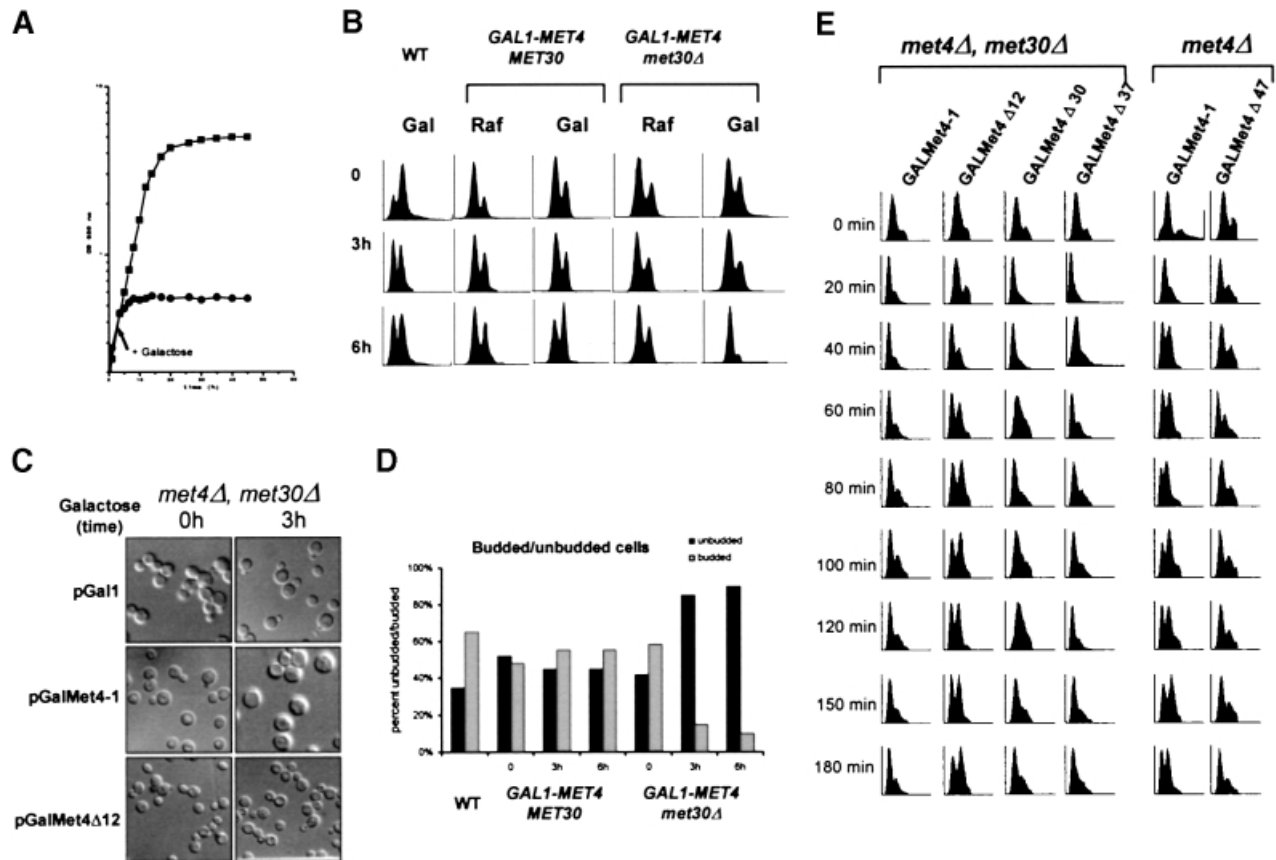 A
+ Galactose
time (h)
B
WT
GAL1-MET4
MET30
GAL1-MET4
met30Δ
Gal
Raf
Gal
Raf
Gal
0
3h
6h
C
Galactose
(time)
met4Δ, met30Δ
0h
3h
pGal1
pGalMet4-1
pGalMet4Δ12
D
Budded/unbudded cells
unbudded
budded
percent unbudded/budded
100%
80%
60%
40%
20%
0%
0
3h
6h
0
3h
6h
WT
GAL1-MET4
MET30
GAL1-MET4
met30Δ
E
met4Δ, met30Δ
met4Δ
GALMet4-1
GALMet4 Δ12
GALMet4 Δ 30
GALMet4 Δ 37
GALMet4-1
GALMet4 Δ 47
0 min
20 min
40 min
60 min
80 min
100 min
120 min
150 min
180 min